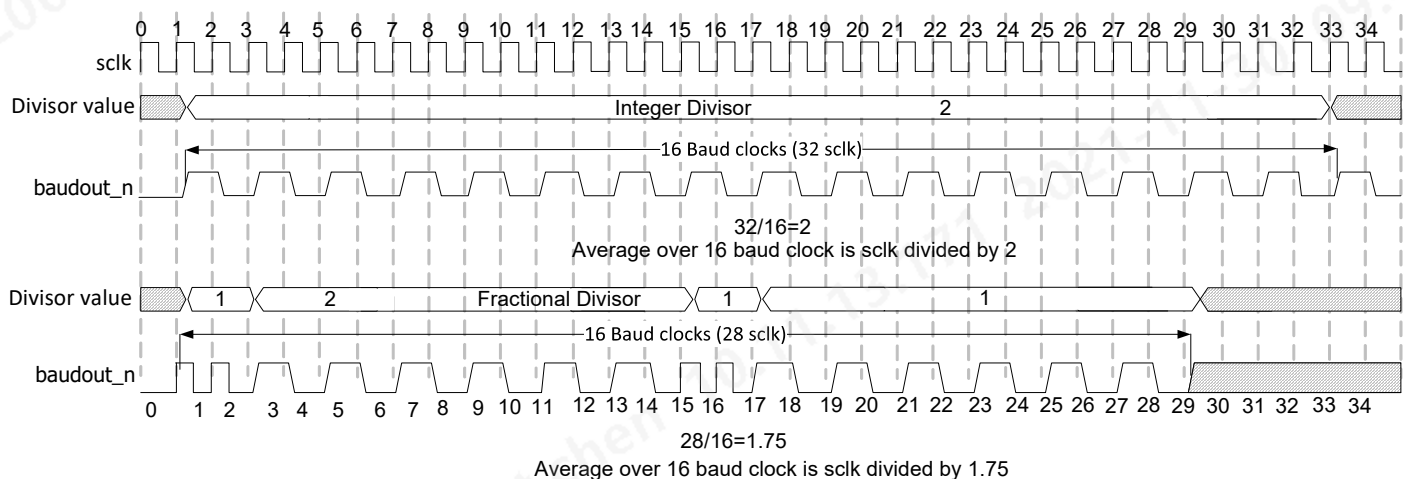 0 1 2 3 4 5 6 7 8 9 10 11 12 13 14 15 16 17 18 19 20 21 22 23 24 25 26 27 28 29 30 31 32 33 34
sclk
Divisor value Integer Divisor 2
16 Baud clocks (32 sclk)
baudout_n
32/16=2
Average over 16 baud clock is sclk divided by 2
Divisor value 1 2 Fractional Divisor 1 1
16 Baud clocks (28 sclk)
baudout_n
0 1 2 3 4 5 6 7 8 9 10 11 12 13 14 15 16 17 18 19 20 21 22 23 24 25 26 27 28 29 30 31 32 33 34
28/16=1.75
Average over 16 baud clock is sclk divided by 1.75